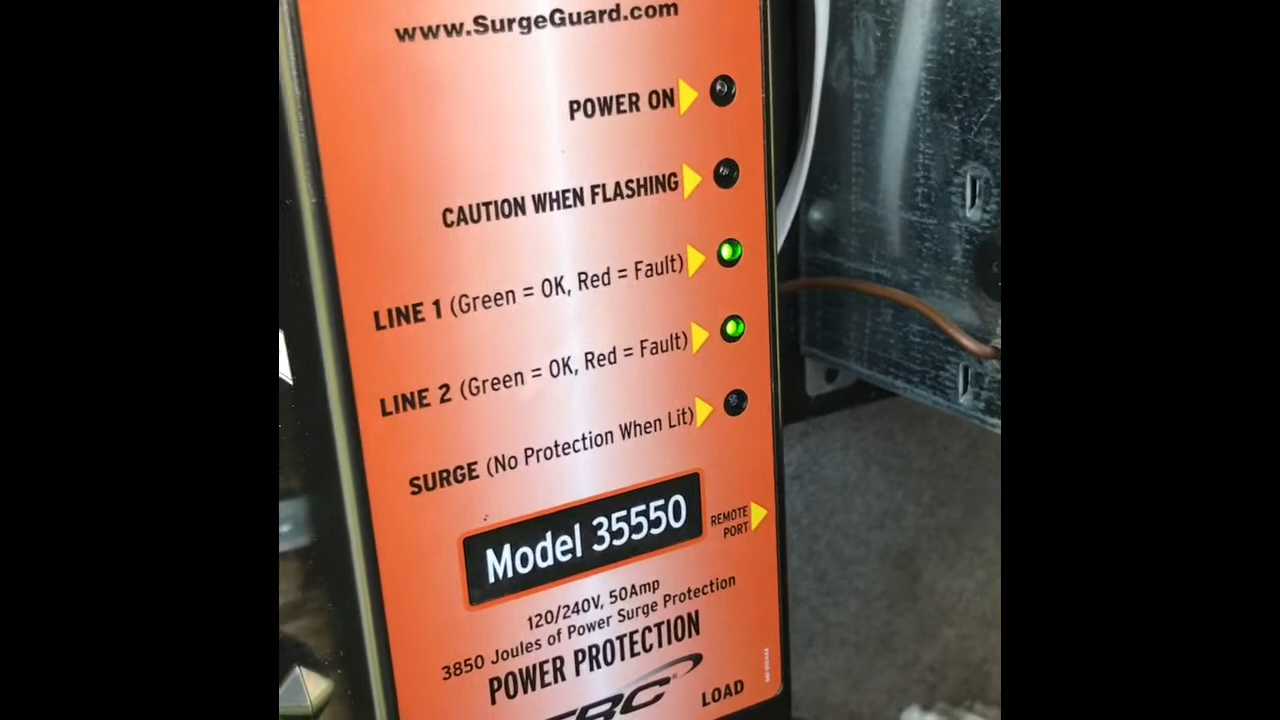 www.SurgeGuard.com
POWER ON
CAUTION WHEN FLASHING
LINE 1 (Green = OK, Red = Fault)
LINE 2 (Green = OK, Red = Fault)
SURGE (No Protection When Lit)
Model 35550
REMOTE
PORT
120/240V, 50Amp
3850 Joules of Power Surge Protection
POWER PROTECTION
LOAD